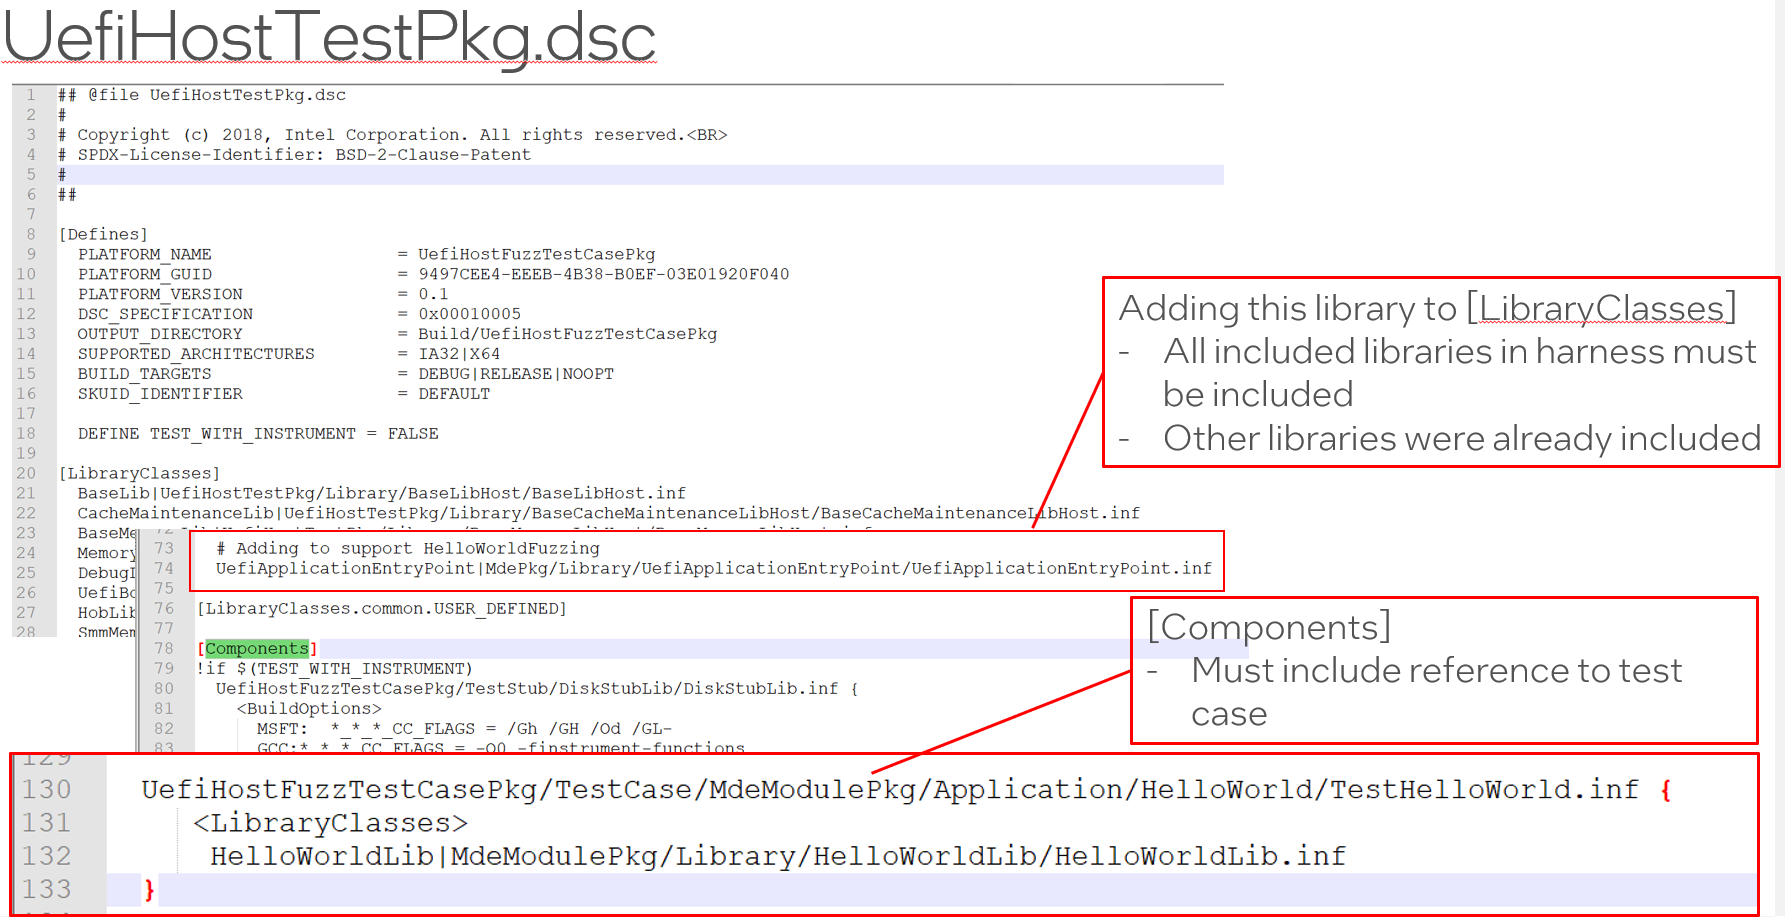 UefiHostTestPkg.dsc
1 ## @file UefiHostTestPkg.dsc
2 #
3 # Copyright (c) 2018, Intel Corporation. All rights reserved.<BR>
4 # SPDX-License-Identifier: BSD-2-Clause-Patent
5 #
6 ##
7
8 [Defines]
9 PLATFORM_NAME = UefiHostFuzzTestCasePkg
10 PLATFORM_GUID = 9497CEE4-EEEB-4B38-B0EF-03E01920F040
11 PLATFORM_VERSION = 0.1
12 DSC_SPECIFICATION = 0x00010005
13 OUTPUT_DIRECTORY = Build/UefiHostFuzzTestCasePkg
14 SUPPORTED_ARCHITECTURES = IA32|X64
15 BUILD_TARGETS = DEBUG|RELEASE|NOOPT
16 SKUID_IDENTIFIER = DEFAULT
17
18 DEFINE TEST_WITH_INSTRUMENT = FALSE
19
20 [LibraryClasses]
21 BaseLib|UefiHostTestPkg/Library/BaseLibHost/BaseLibHost.inf
22 CacheMaintenanceLib|UefiHostTestPkg/Library/BaseCacheMaintenanceLibHost/BaseCacheMaintenanceLibHost.inf
23 BaseMe
24 Memory
25 DebugI
26 UefiBo
27 HobLib
28 SmmMem
Adding this library to [LibraryClasses]
- All included libraries in harness must
be included
- Other libraries were already included
72
73 # Adding to support HelloWorldFuzzing
74 UefiApplicationEntryPoint|MdePkg/Library/UefiApplicationEntryPoint/UefiApplicationEntryPoint.inf
75
76 [LibraryClasses.common.USER_DEFINED]
77
78 [Components]
79 !if $(TEST_WITH_INSTRUMENT)
80 UefiHostFuzzTestCasePkg/TestStub/DiskStubLib/DiskStubLib.inf {
81 <BuildOptions>
82 MSFT: *_*_*_CC_FLAGS = /Gh /GH /Od /GL-
83 GCC:*_*_*_CC_FLAGS = -O0 -finstrument-functions
[Components]
- Must include reference to test
case
129
130 UefiHostFuzzTestCasePkg/TestCase/MdeModulePkg/Application/HelloWorld/TestHelloWorld.inf {
131 <LibraryClasses>
132 HelloWorldLib|MdeModulePkg/Library/HelloWorldLib/HelloWorldLib.inf
133 }